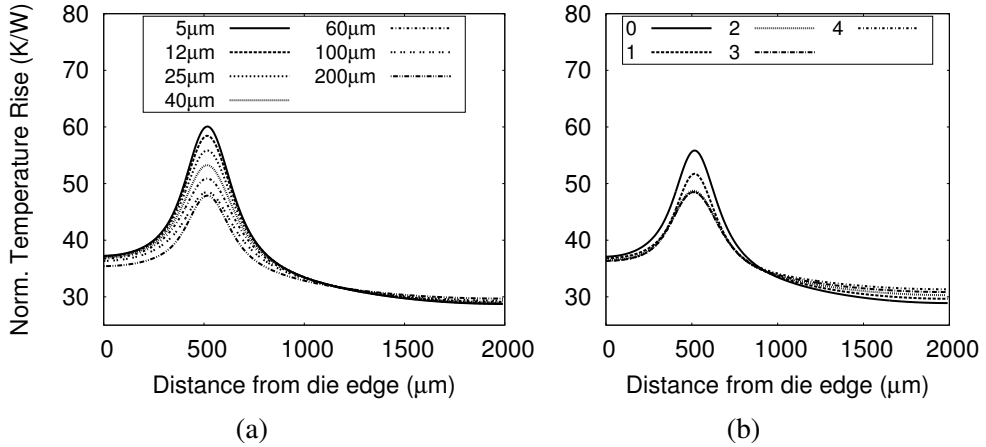 Norm. Temperature Rise (K/W)
80
70
60
50
40
30
5μm
12μm
25μm
40μm
60μm
100μm
200μm
0 500 1000 1500 2000
Distance from die edge (μm)
(a)
80
70
60
50
40
30
0
1
2
3
4
0 500 1000 1500 2000
Distance from die edge (μm)
(b)